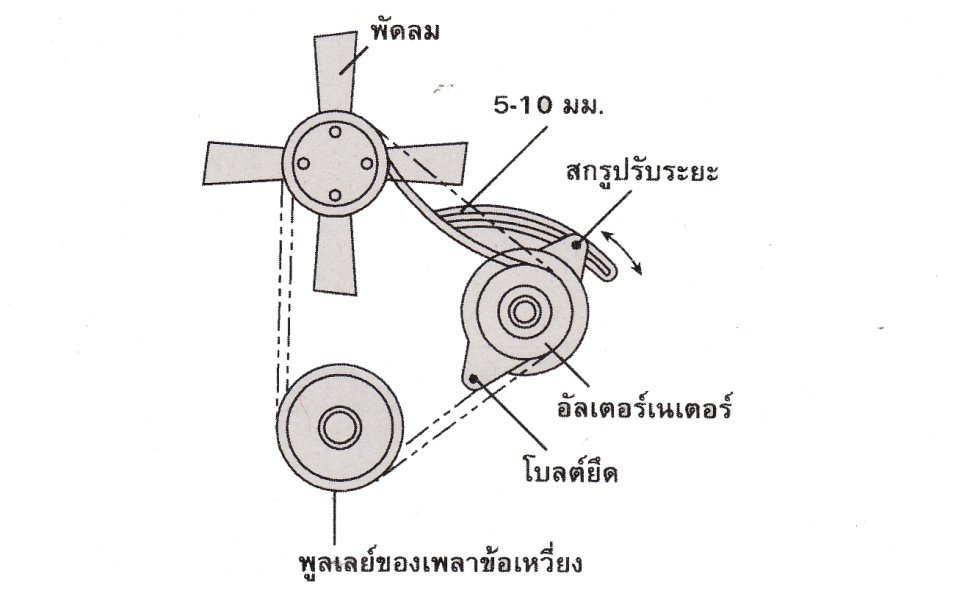 พัดลม
5-10 มม.
สกรูปรับระยะ
อัลเตอร์เนเตอร์
โบลต์ยึด
พูลเลย์ของเพลาข้อเหวี่ยง